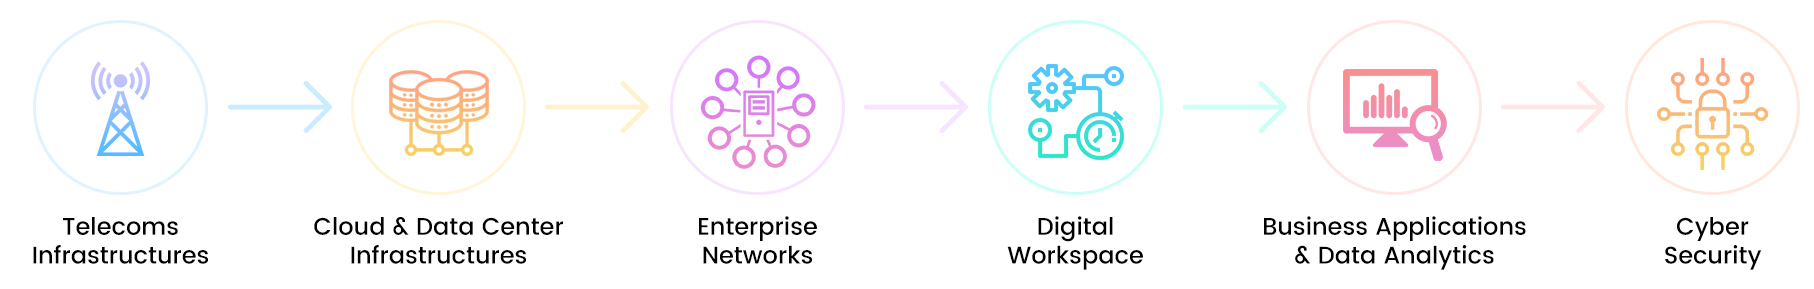 Telecoms
Infrastructures
Cloud & Data Center
Infrastructures
Enterprise
Networks
Digital
Workspace
Business Applications
& Data Analytics
Cyber
Security